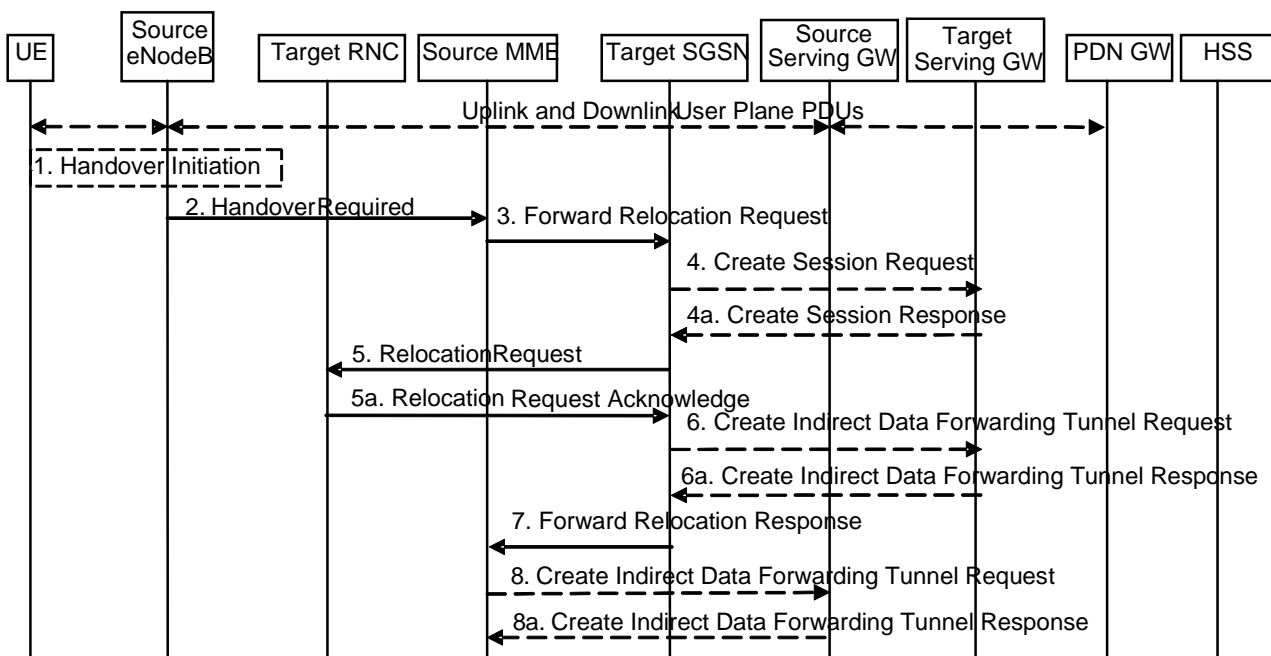 UE
Source
eNodeB
Target RNC
Source MME
Target SGSN
Source
Serving GW
Target
Serving GW
PDN GW
HSS
Uplink and Downlink User Plane PDUs
1. Handover Initiation
2. Handover Required
3. Forward Relocation Request
4. Create Session Request
4a. Create Session Response
5. Relocation Request
5a. Relocation Request Acknowledge
6. Create Indirect Data Forwarding Tunnel Request
6a. Create Indirect Data Forwarding Tunnel Response
7. Forward Relocation Response
8. Create Indirect Data Forwarding Tunnel Request
8a. Create Indirect Data Forwarding Tunnel Response